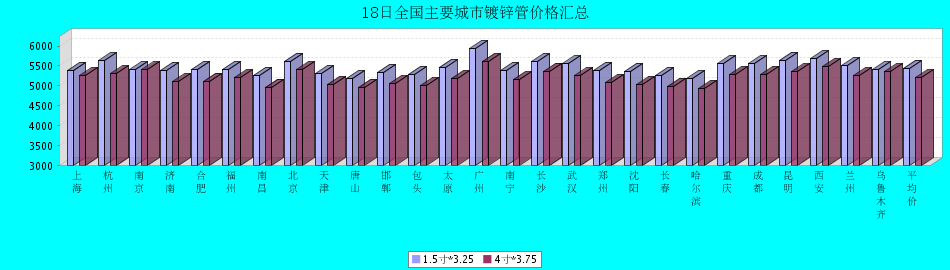 18日全国主要城市镀锌管价格汇总
6000
5500
5000
4500
4000
3500
3000
上海
杭州
南京
济南
合肥
福州
南昌
北京
天津
唐山
邯郸
包头
太原
广州
南宁
长沙
武汉
郑州
沈阳
长春
哈尔滨
重庆
成都
昆明
西安
兰州
乌鲁木齐
平均价
1.5寸*3.25
4寸*3.75